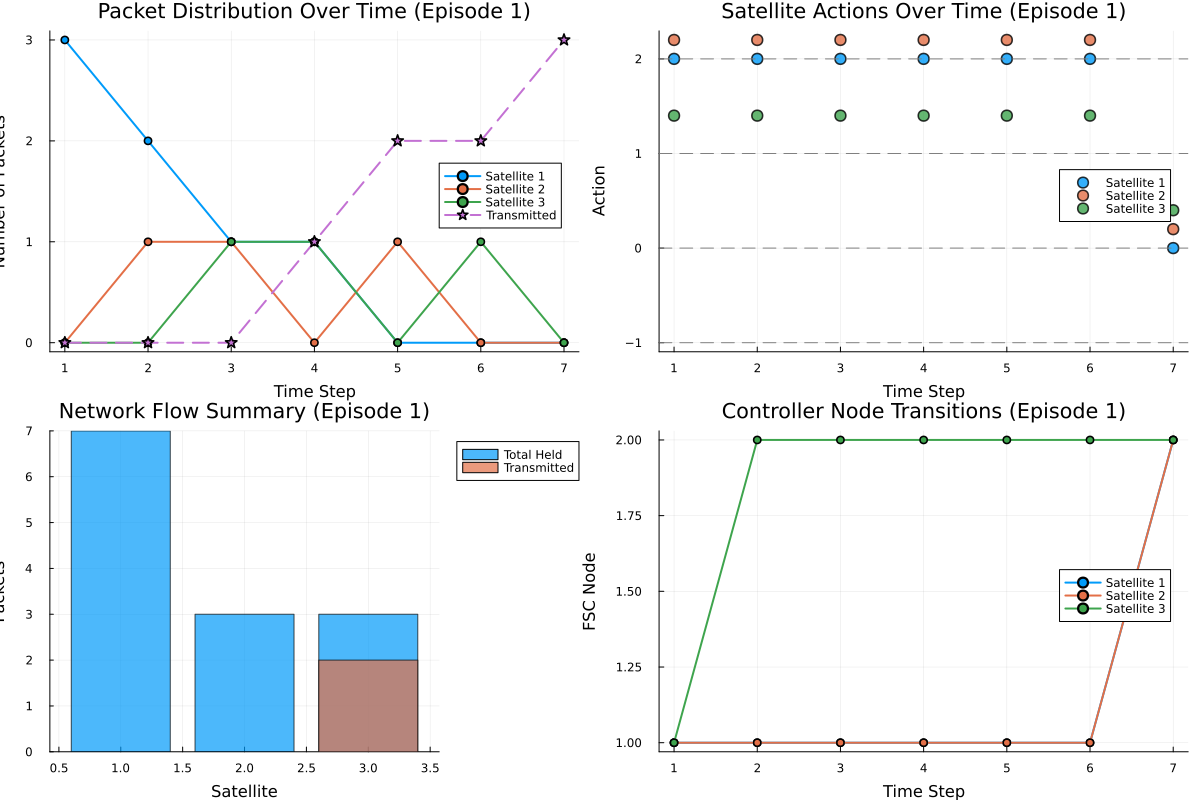 Packet Distribution Over Time (Episode 1)
3
2
1
0
1 2 3 4 5 6 7
Time Step
Satellite 1
Satellite 2
Satellite 3
Transmitted
Satellite Actions Over Time (Episode 1)
Action
2
1
0
−1
1 2 3 4 5 6 7
Time Step
Satellite 1
Satellite 2
Satellite 3
Network Flow Summary (Episode 1)
7
6
5
4
3
2
1
0
0.5 1.0 1.5 2.0 2.5 3.0 3.5
Satellite
Total Held
Transmitted
Controller Node Transitions (Episode 1)
FSC Node
2.00
1.75
1.50
1.25
1.00
1 2 3 4 5 6 7
Time Step
Satellite 1
Satellite 2
Satellite 3